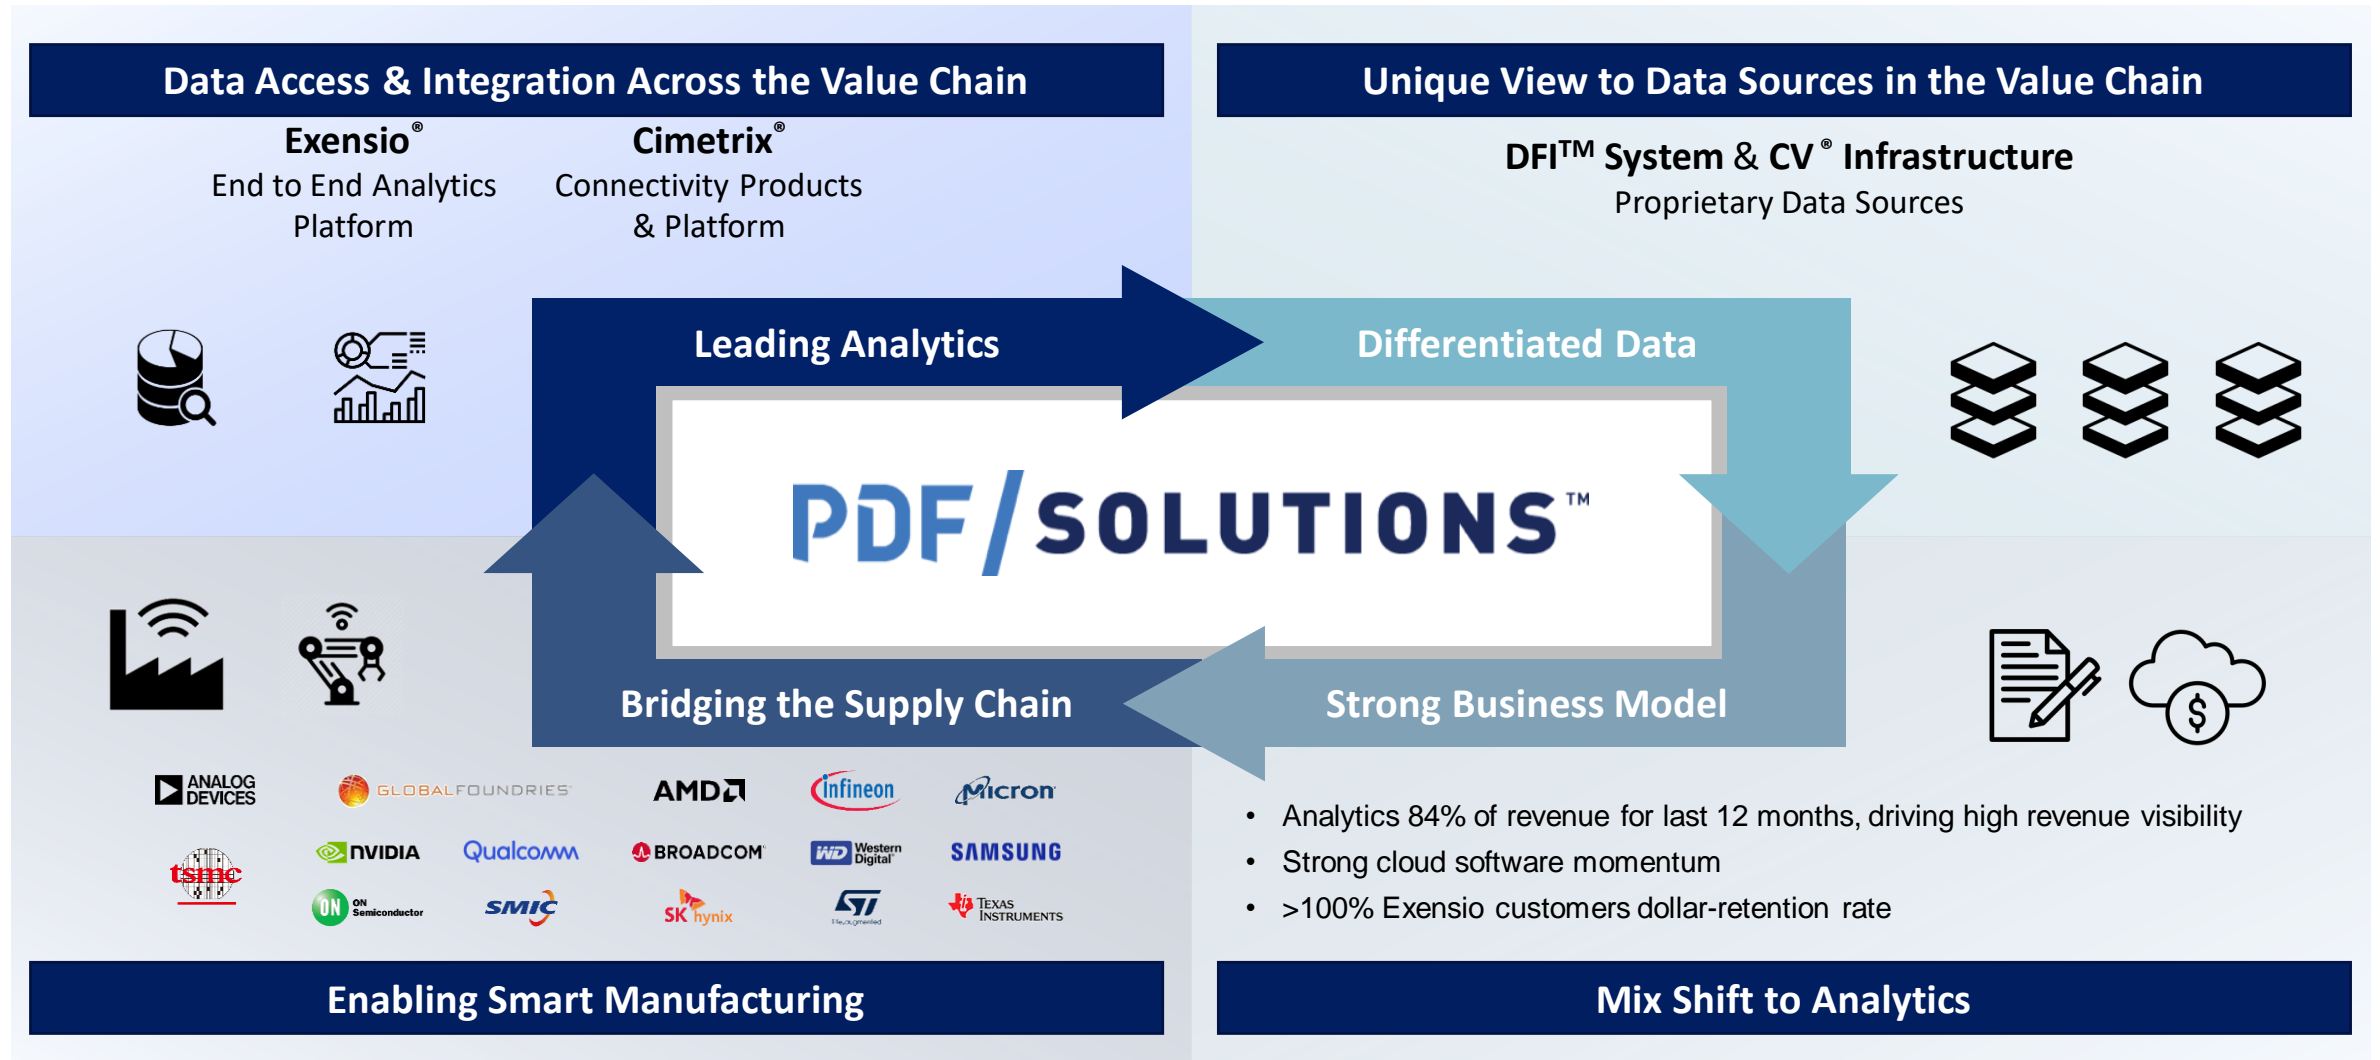 Data Access & Integration Across the Value Chain
Exensio®
End to End Analytics
Platform
Cimetrix®
Connectivity Products
& Platform
Unique View to Data Sources in the Value Chain
DFI™ System & CV® Infrastructure
Proprietary Data Sources
Leading Analytics
Differentiated Data
PDF/SOLUTIONS™
Bridging the Supply Chain
Strong Business Model
ANALOG
DEVICES
GLOBALFOUNDRIES
AMD
infineon
Micron
tsmc
NVIDIA
Qualcomm
BROADCOM
WD Western
Digital
SAMSUNG
ON ON
Semiconductor
SMIC
SK hynix
ST
life.augmented
TEXAS
INSTRUMENTS
$
• Analytics 84% of revenue for last 12 months, driving high revenue visibility
• Strong cloud software momentum
• >100% Exensio customers dollar-retention rate
Enabling Smart Manufacturing
Mix Shift to Analytics